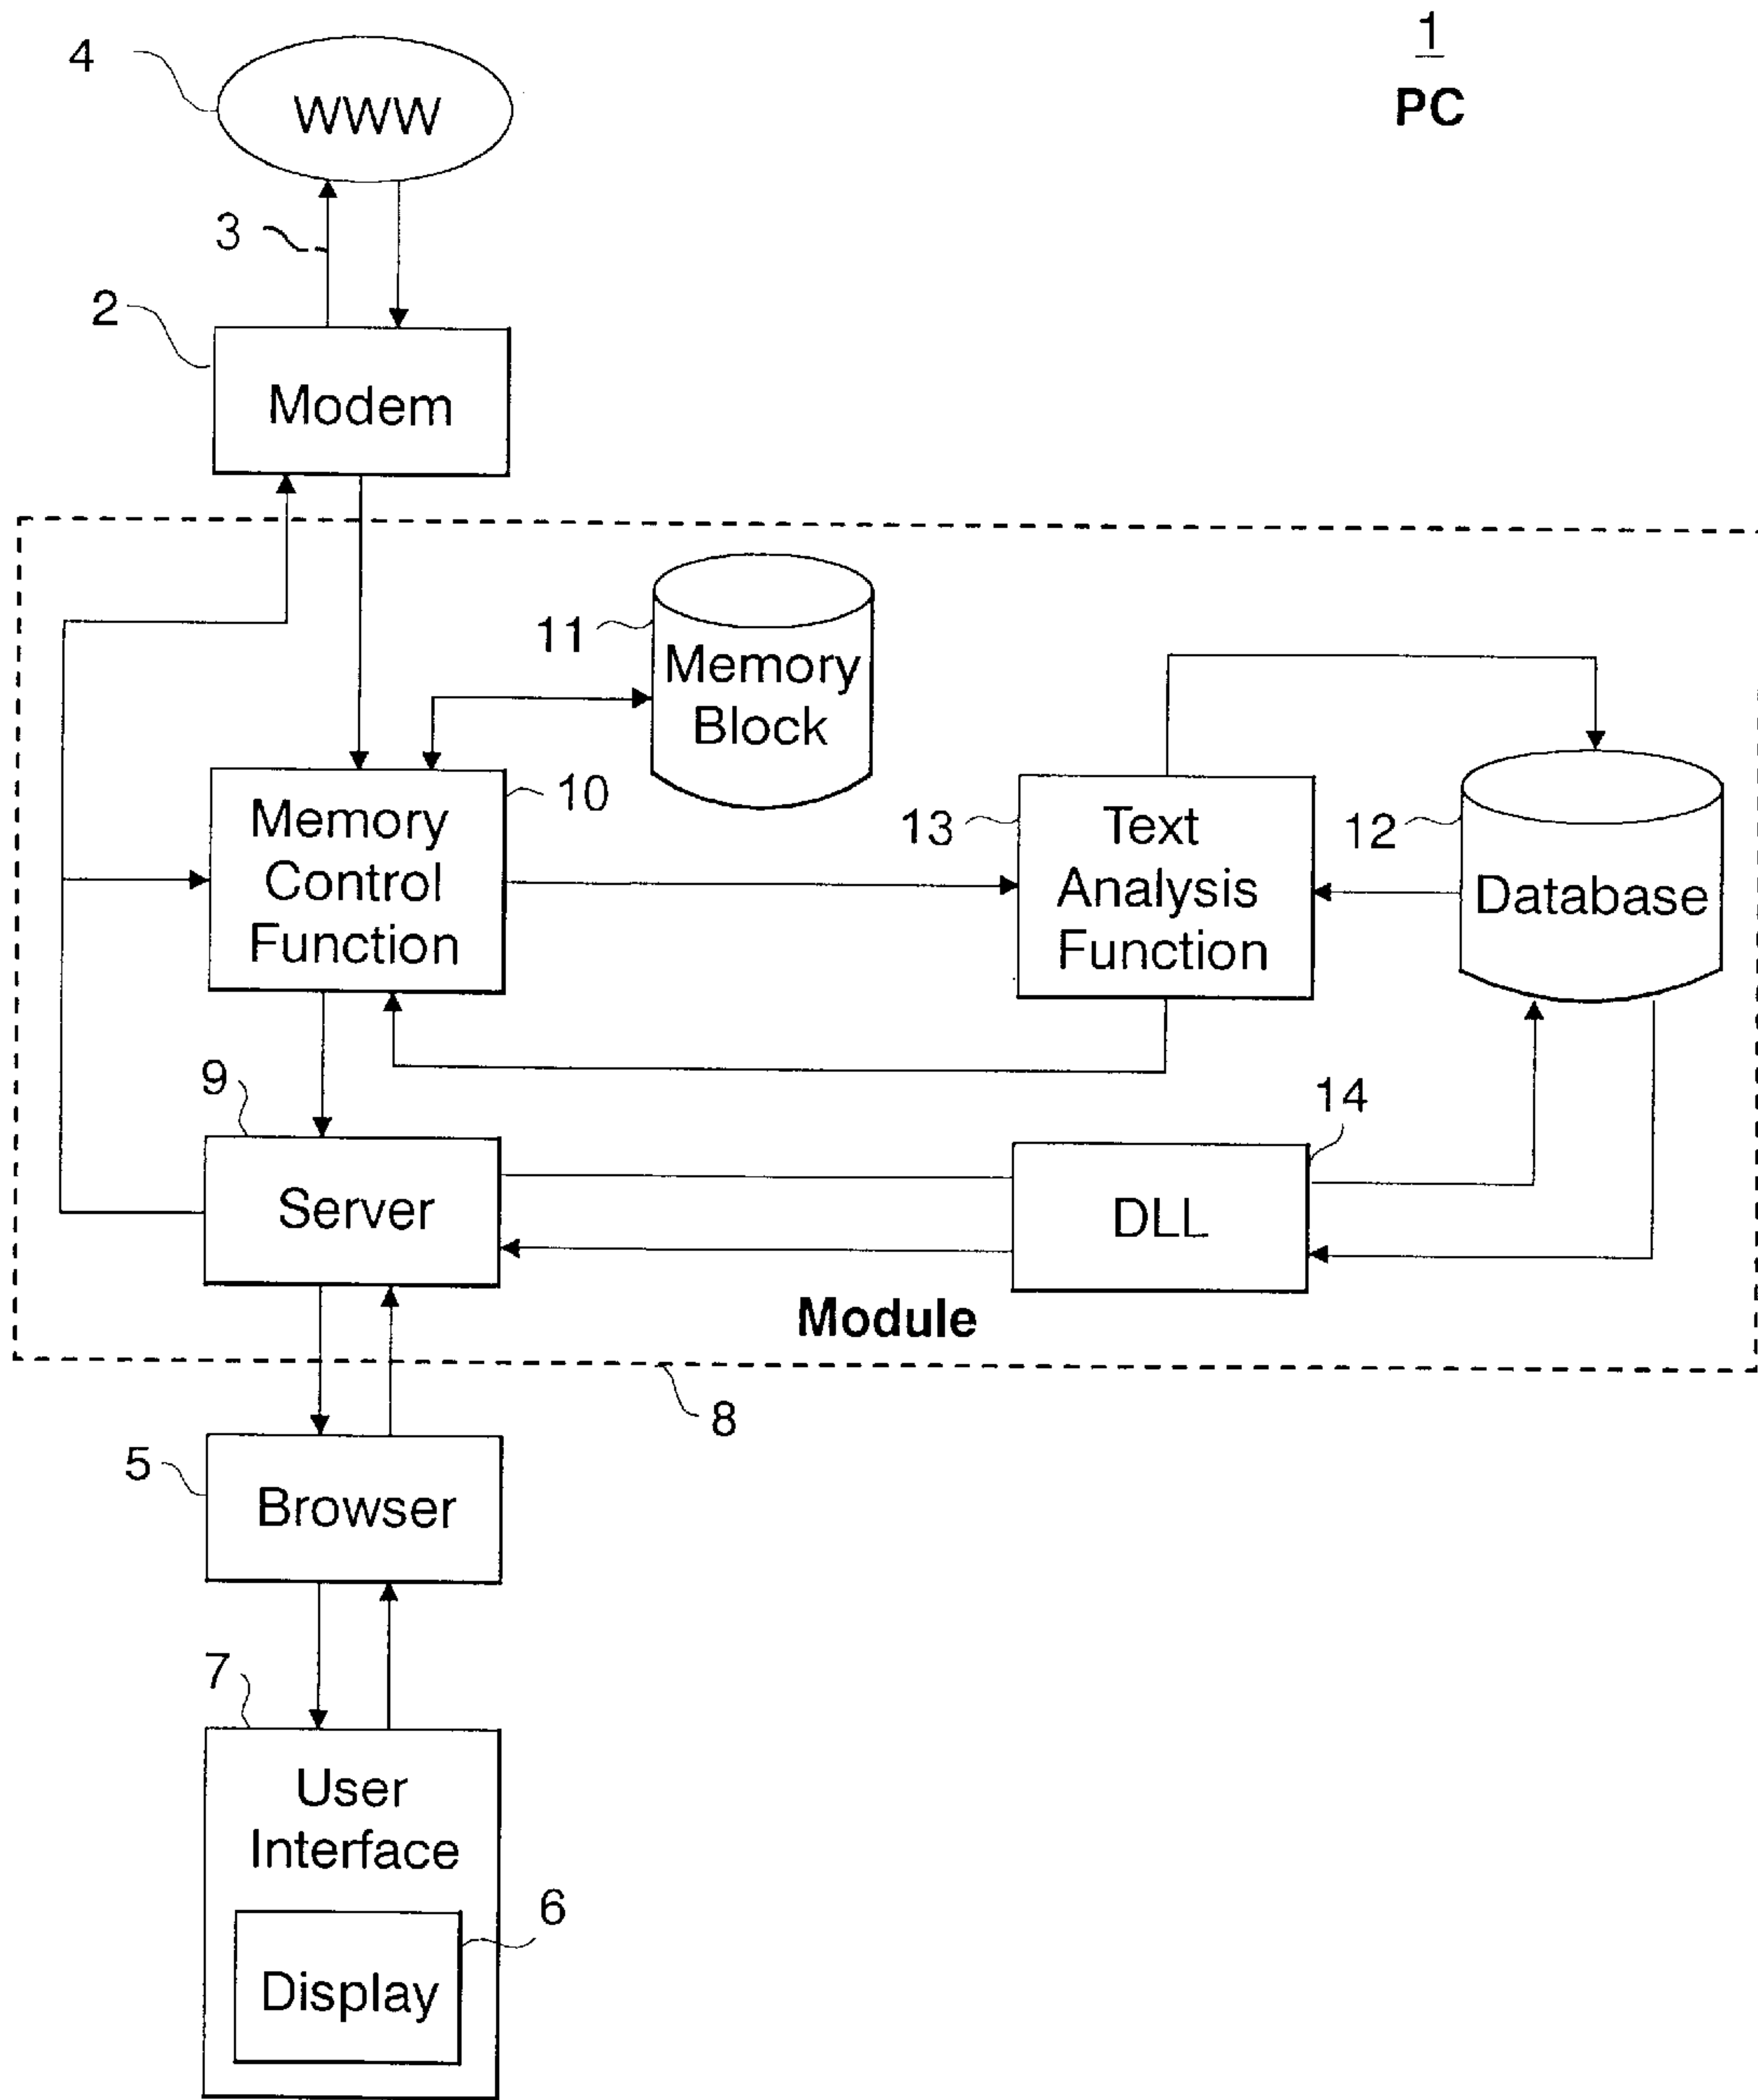 1
PC
4
WWW
3
2
Modem
11
Memory
Block
10
Memory
Control
Function
13
Text
Analysis
Function
12
Database
9
Server
14
DLL
Module
8
5
Browser
7
User
Interface
6
Display